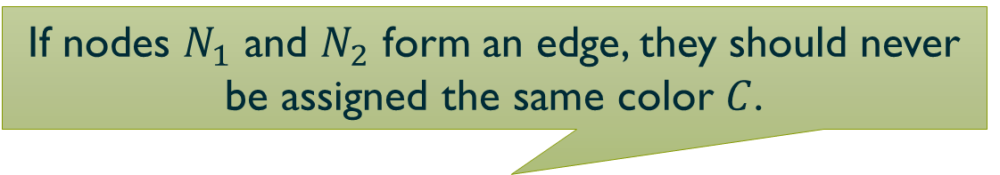 If nodes 𝑁₁ and 𝑁₂ form an edge, they should never
be assigned the same color 𝐶.